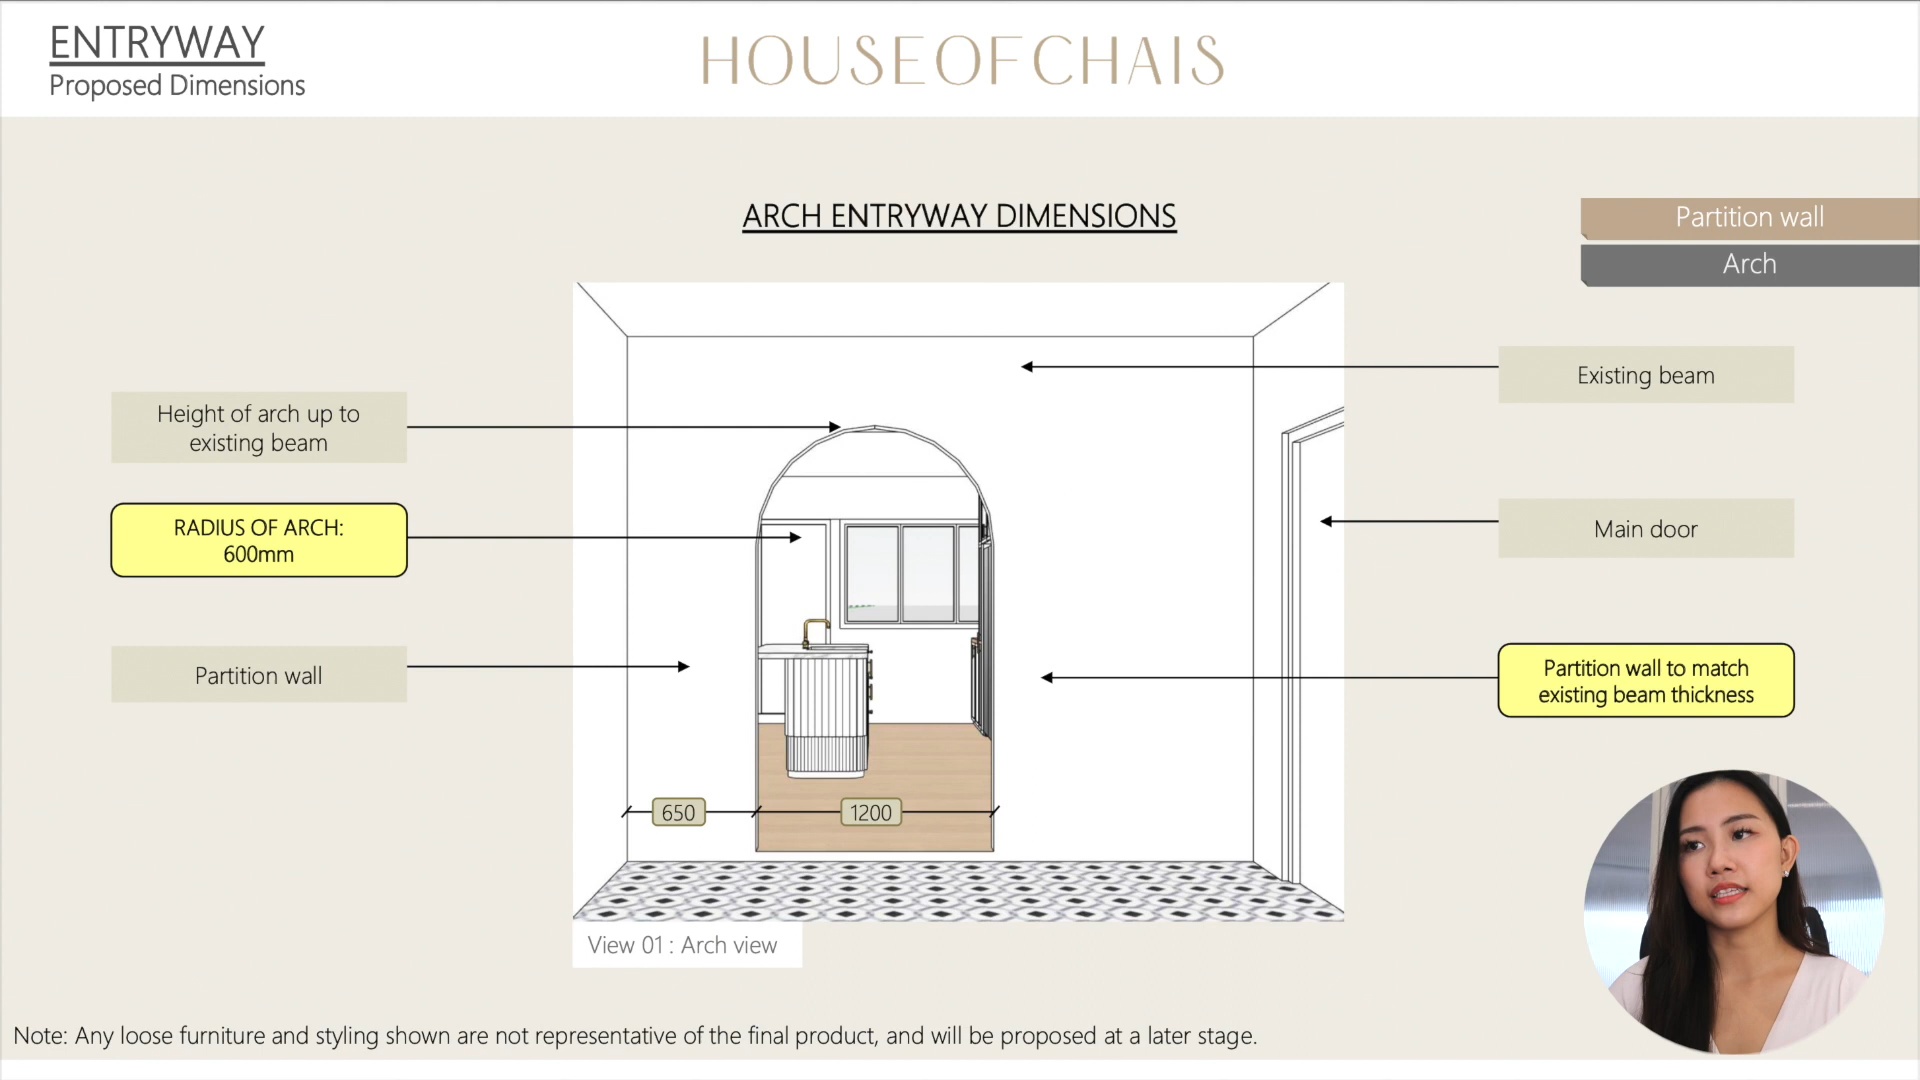 ENTRYWAY
Proposed Dimensions
HOUSEOFCHAIS
ARCH ENTRYWAY DIMENSIONS
Partition wall
Arch
Existing beam
Height of arch up to
existing beam
RADIUS OF ARCH:
600mm
Main door
Partition wall
Partition wall to match
existing beam thickness
650
1200
View 01 : Arch view
Note: Any loose furniture and styling shown are not representative of the final product, and will be proposed at a later stage.